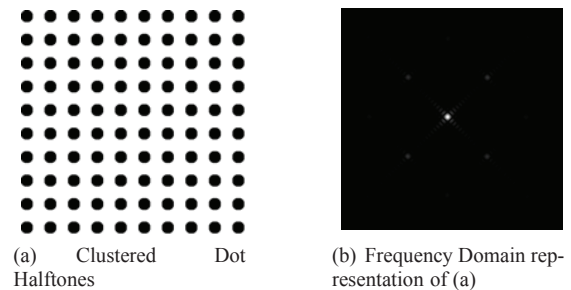 (a) Clustered Dot
Halftones
(b) Frequency Domain rep-
resentation of (a)